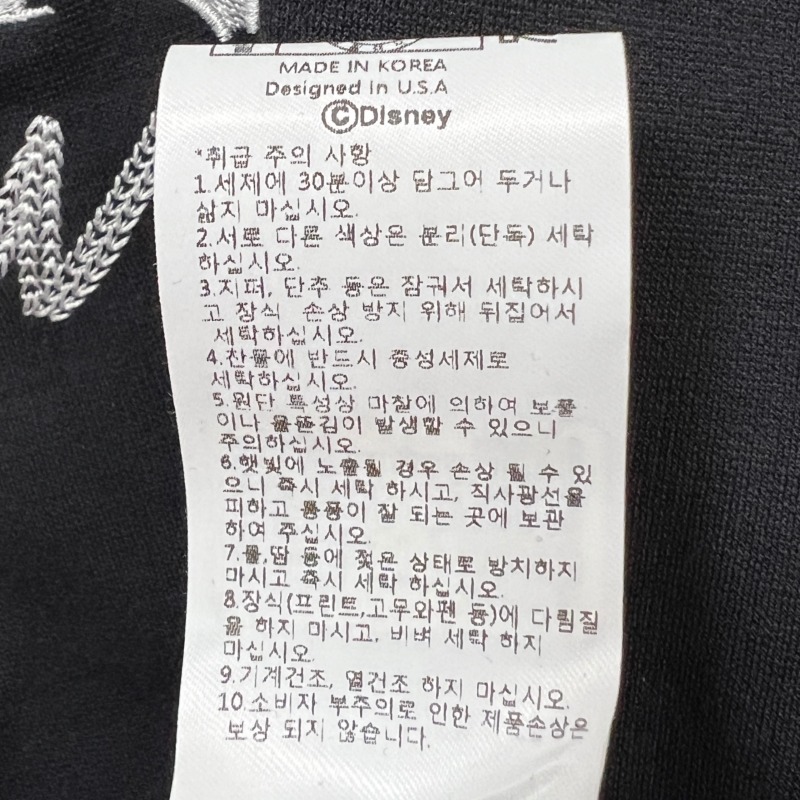 MADE IN KOREA
Designed in U.S.A
©Disney
*취급 주의 사항
1.세제에 30분이상 담그어 두거나
삶지 마십시오.
2.서로 다른 색상은 분리(단독) 세탁
하십시오.
3.지퍼, 단추 등은 잠궈서 세탁하시
고 장식 손상 방지 위해 뒤집어서
세탁하십시오.
4.찬물에 반드시 중성세제로
세탁하십시오.
5.원단 특성상 마찰에 의하여 보풀
이나 올뜯김이 발생할 수 있으니
주의하십시오.
6.햇빛에 노출될 경우 손상 될 수 있
으니 즉시 세탁 하시고, 직사광선을
피하고 통풍이 잘 되는 곳에 보관
하여 주십시오.
7.물,땀 등에 젖은 상태로 방치하지
마시고 즉시 세탁 하십시오.
8.장식(프린트,고무와펜 등)에 다림질
을 하지 마시고, 비벼 세탁 하지
마십시오.
9.기계건조, 열건조 하지 마십시오.
10.소비자 부주의로 인한 제품손상은
보상 되지 않습니다.